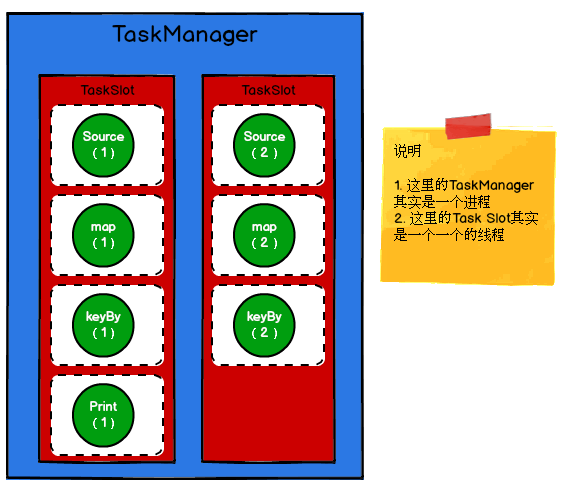 TaskManager
TaskSlot
Source
( 1 )
map
( 1 )
keyBy
( 1 )
Print
( 1 )
TaskSlot
Source
( 2 )
map
( 2 )
keyBy
( 2 )
说明
1. 这里的TaskManager
其实是一个进程
2. 这里的Task Slot其实
是一个一个的线程